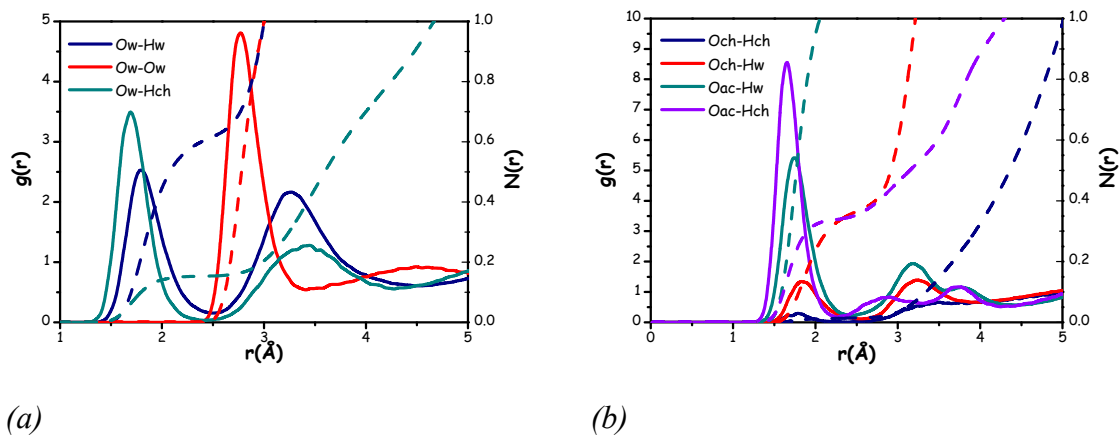 5
4
3
2
1
0
g(r)
Ow-Hw
Ow-Ow
Ow-Hch
1.0
0.8
0.6
0.4
0.2
0.0
N(r)
1 2 3 4 5
r(Å)
(a)
10
9
8
7
6
5
4
3
2
1
0
g(r)
Och-Hch
Och-Hw
Oac-Hw
Oac-Hch
1.0
0.8
0.6
0.4
0.2
0.0
N(r)
0 1 2 3 4 5
r(Å)
(b)